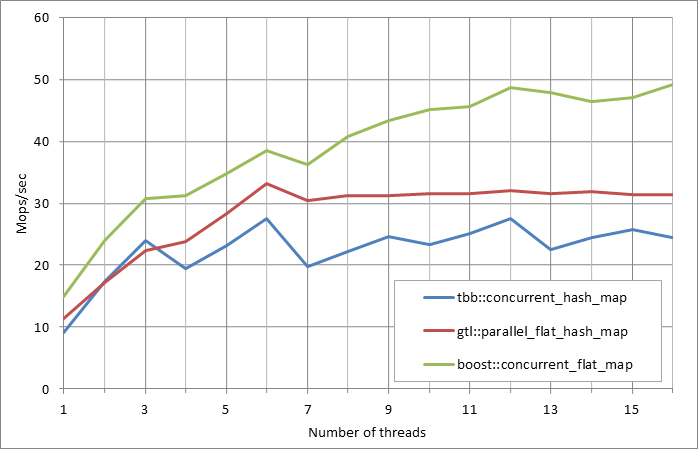 60
50
40
30
20
10
0
Mops/sec
tbb::concurrent_hash_map
gtl::parallel_flat_hash_map
boost::concurrent_flat_map
1 3 5 7 9 11 13 15
Number of threads